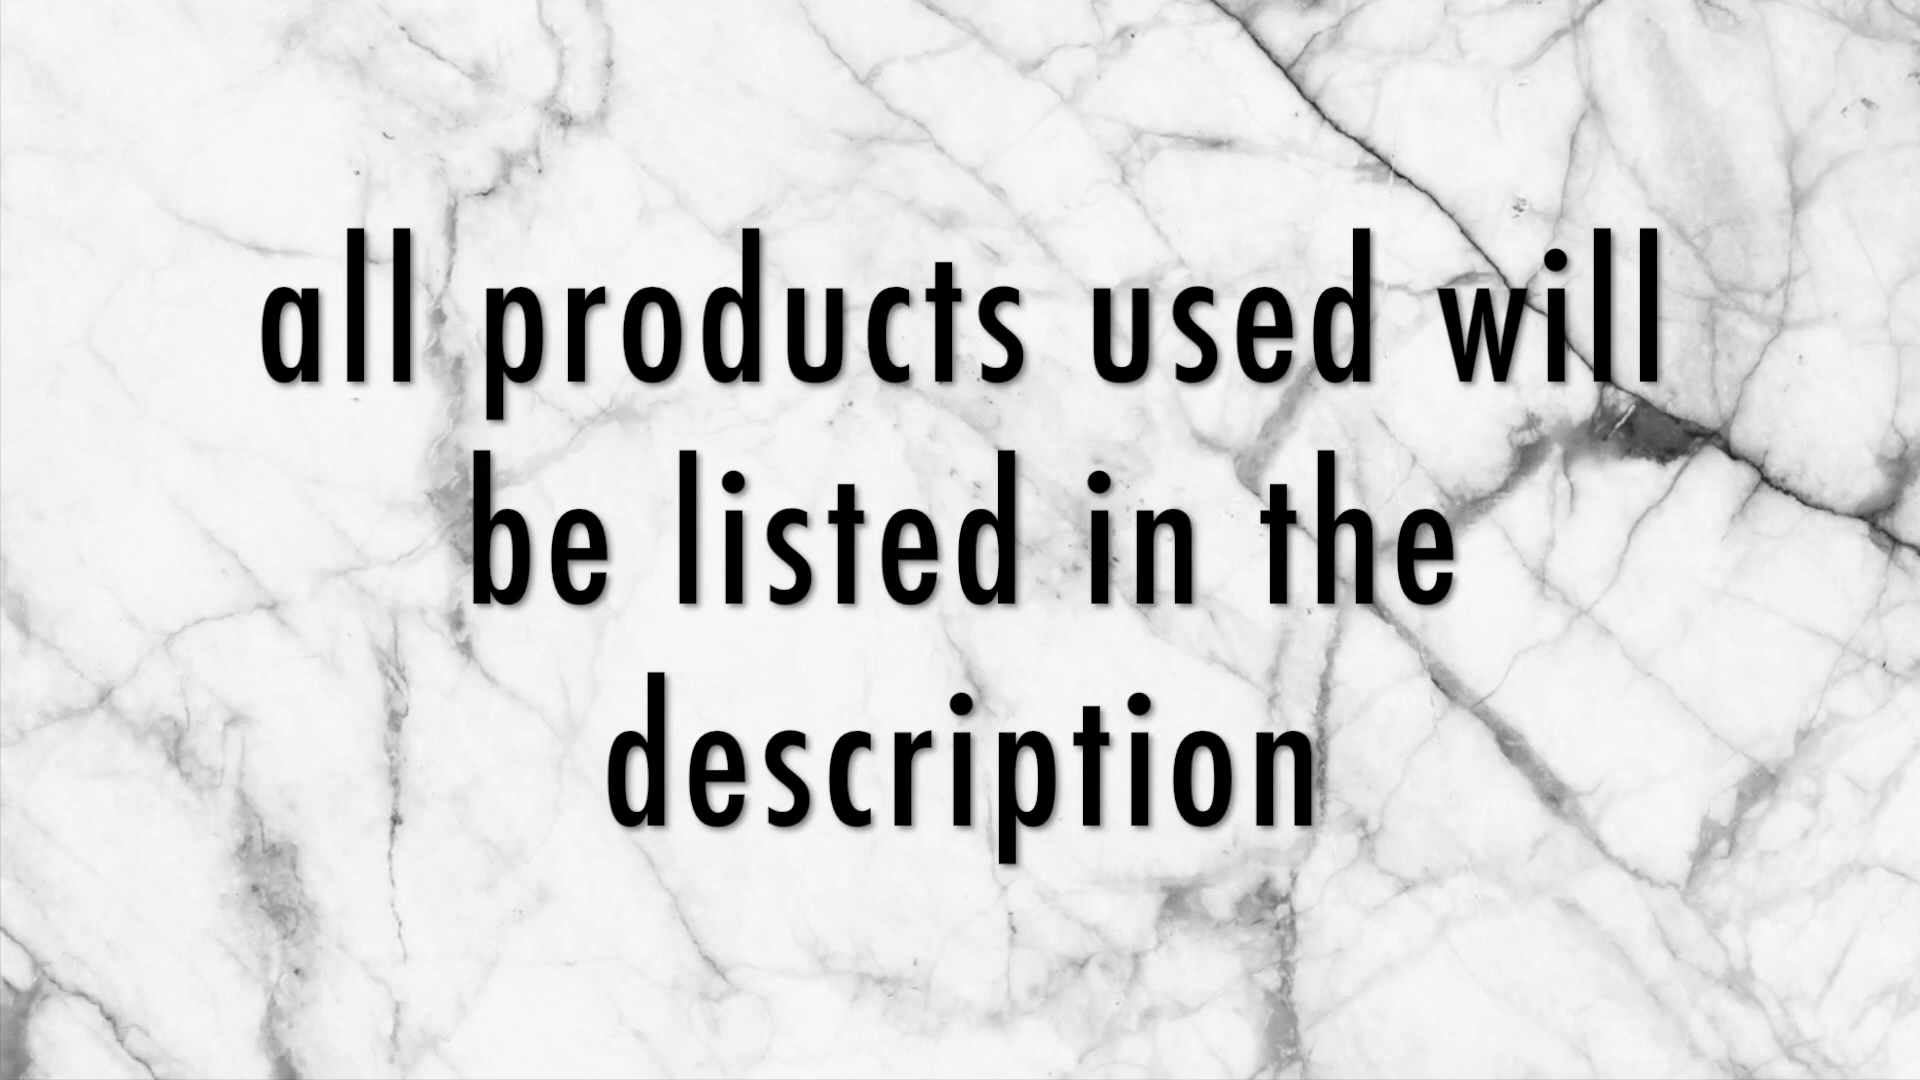 all products used will
be listed in the
description